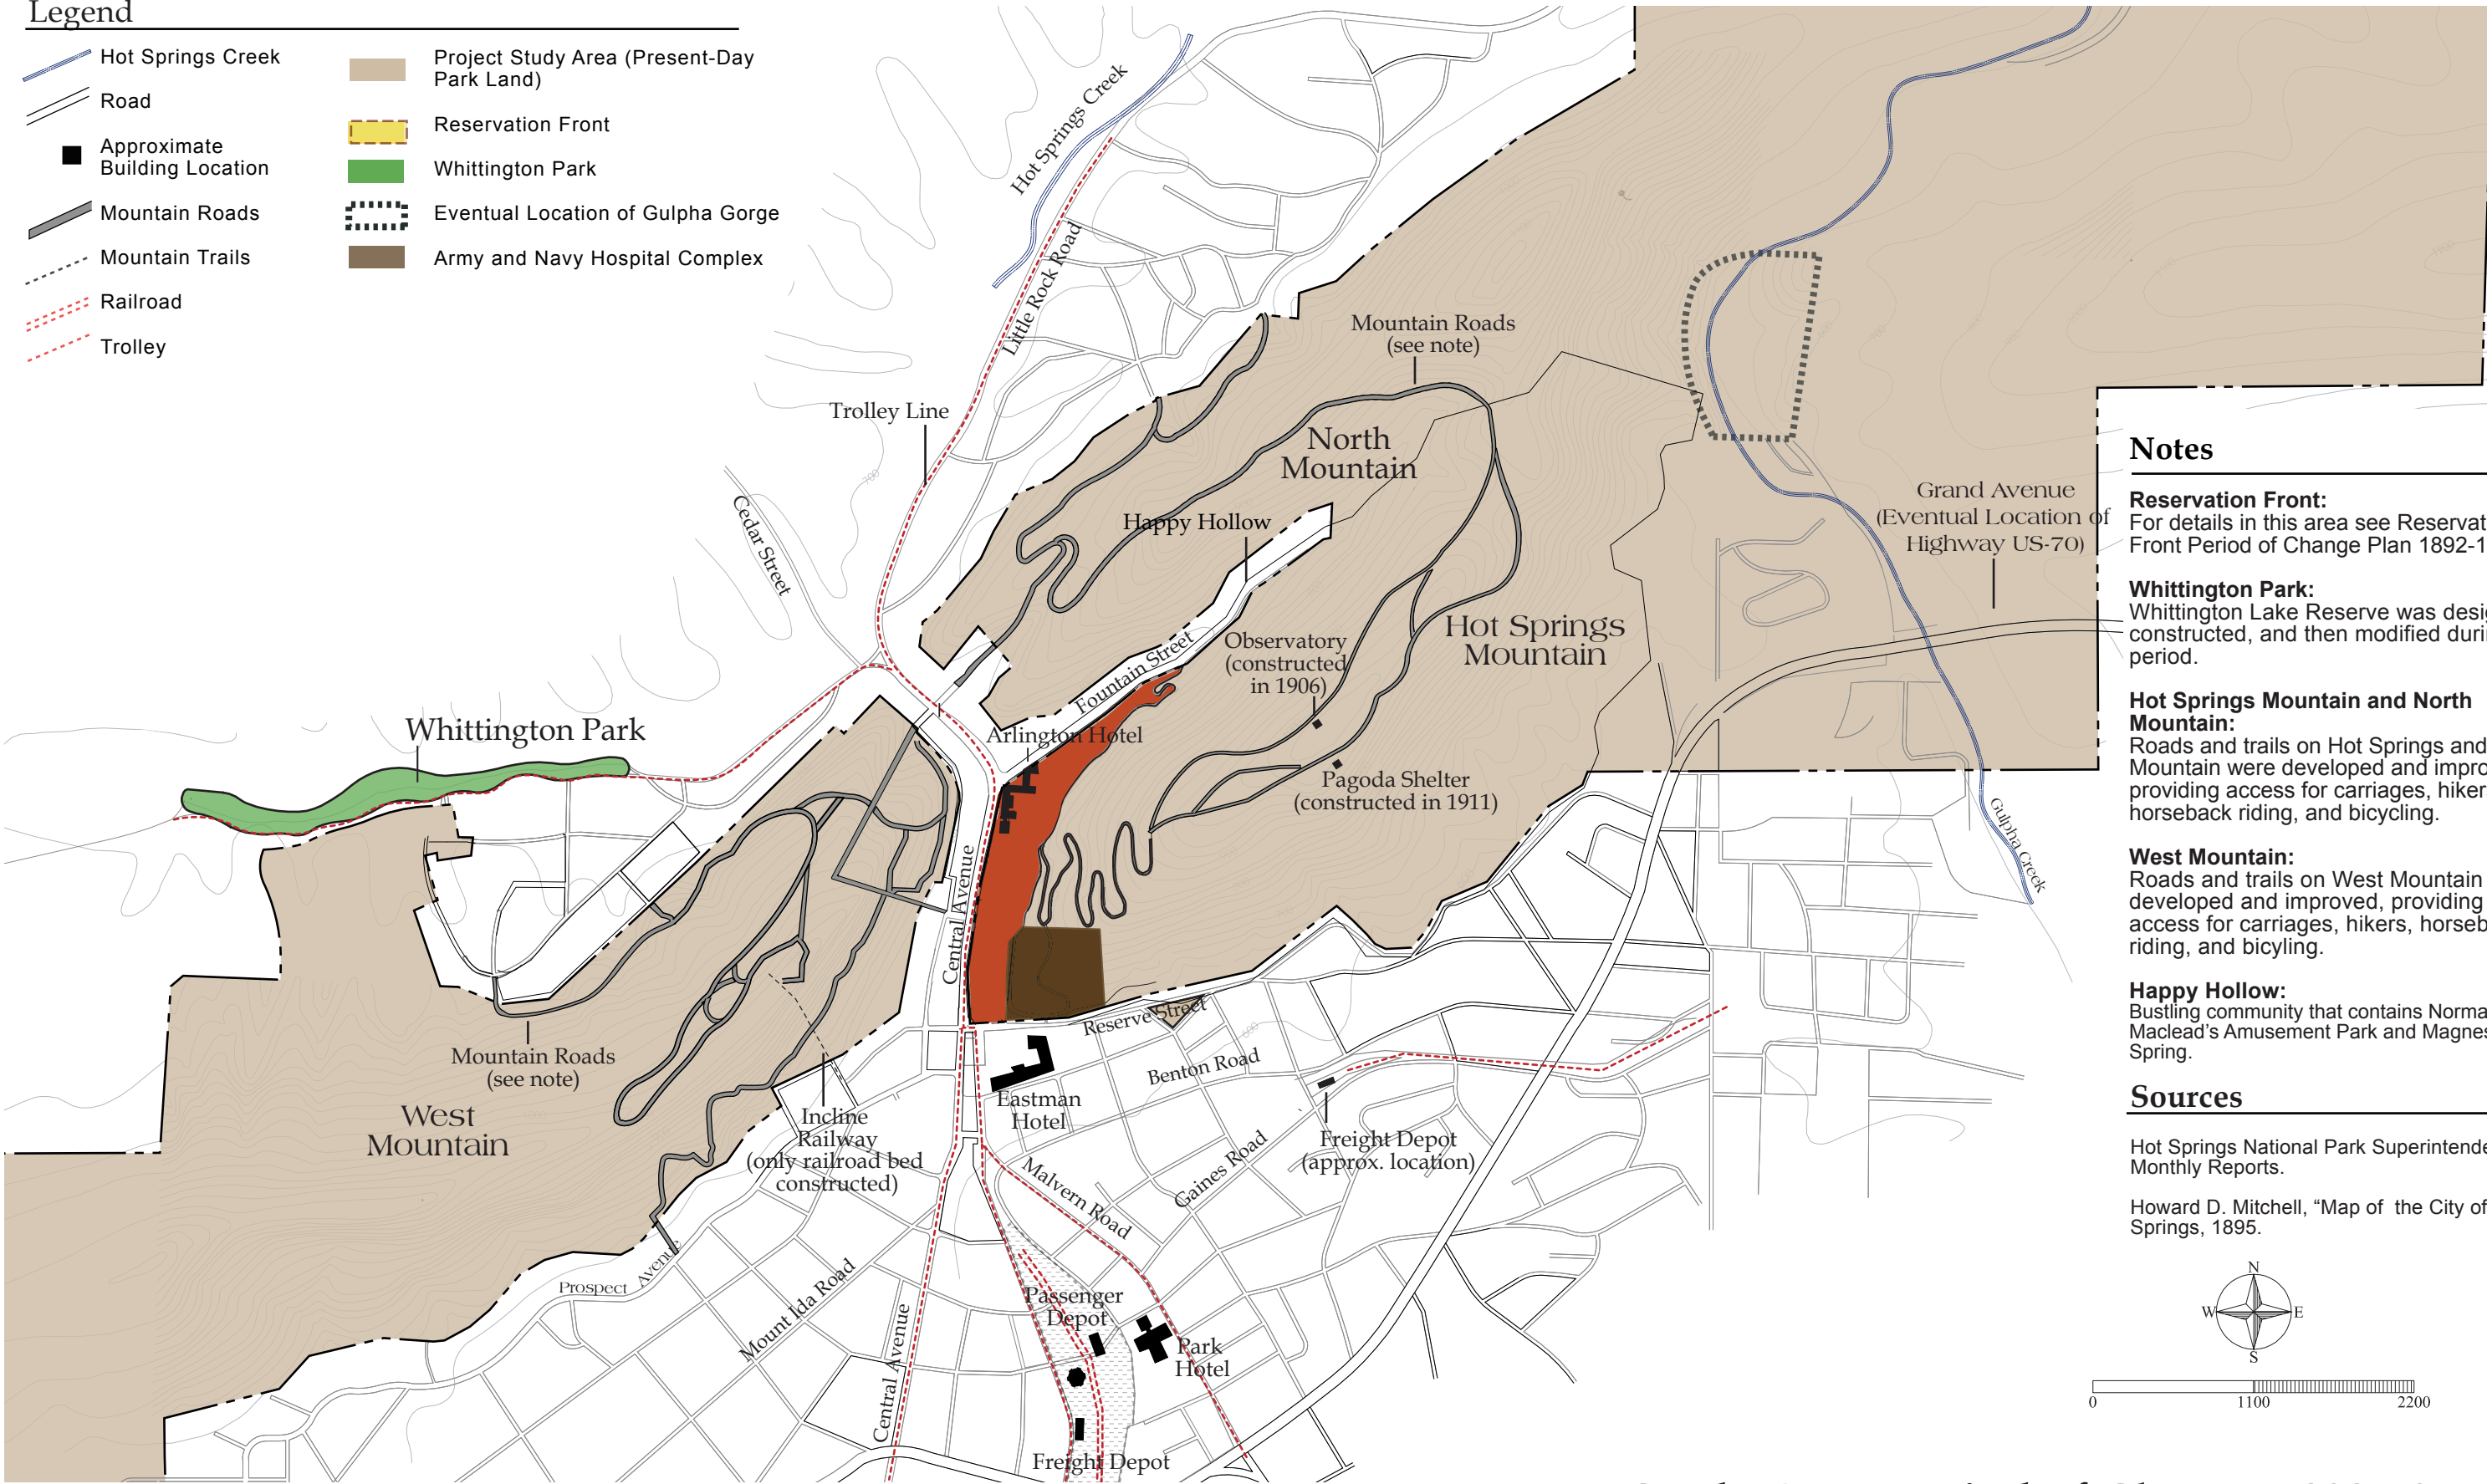 Legend
Hot Springs Creek
Road
Approximate
Building Location
Mountain Roads
Mountain Trails
Railroad
Trolley
Project Study Area (Present-Day
Park Land)
Reservation Front
Whittington Park
Eventual Location of Gulpha Gorge
Army and Navy Hospital Complex
Hot Springs Creek
Little Rock Road
Trolley Line
Cedar Street
Mountain Roads
(see note)
North
Mountain
Happy Hollow
Fountain Street
Observatory
(constructed
in 1906)
Hot Springs
Mountain
Grand Avenue
(Eventual Location of
Highway US-70)
Whittington Park
Arlington Hotel
Pagoda Shelter
(constructed in 1911)
Gulpha Creek
Central Avenue
Mountain Roads
(see note)
West
Mountain
Incline
Railway
(only railroad bed
constructed)
Reserve Street
Benton Road
Eastman
Hotel
Freight Depot
(approx. location)
Gaines Road
Malvern Road
Prospect Avenue
Mount Ida Road
Central Avenue
Passenger
Depot
Park
Hotel
Freight Depot
700
600
Notes
Reservation Front:
For details in this area see Reservat
Front Period of Change Plan 1892-1
Whittington Park:
Whittington Lake Reserve was desi
constructed, and then modified duri
period.
Hot Springs Mountain and North
Mountain:
Roads and trails on Hot Springs and
Mountain were developed and impro
providing access for carriages, hiker
horseback riding, and bicycling.
West Mountain:
Roads and trails on West Mountain
developed and improved, providing
access for carriages, hikers, horseb
riding, and bicyling.
Happy Hollow:
Bustling community that contains Norma
Maclead's Amusement Park and Magnes
Spring.
Sources
Hot Springs National Park Superintende
Monthly Reports.
Howard D. Mitchell, “Map of the City of
Springs, 1895.
N
W E
S
0 1100 2200